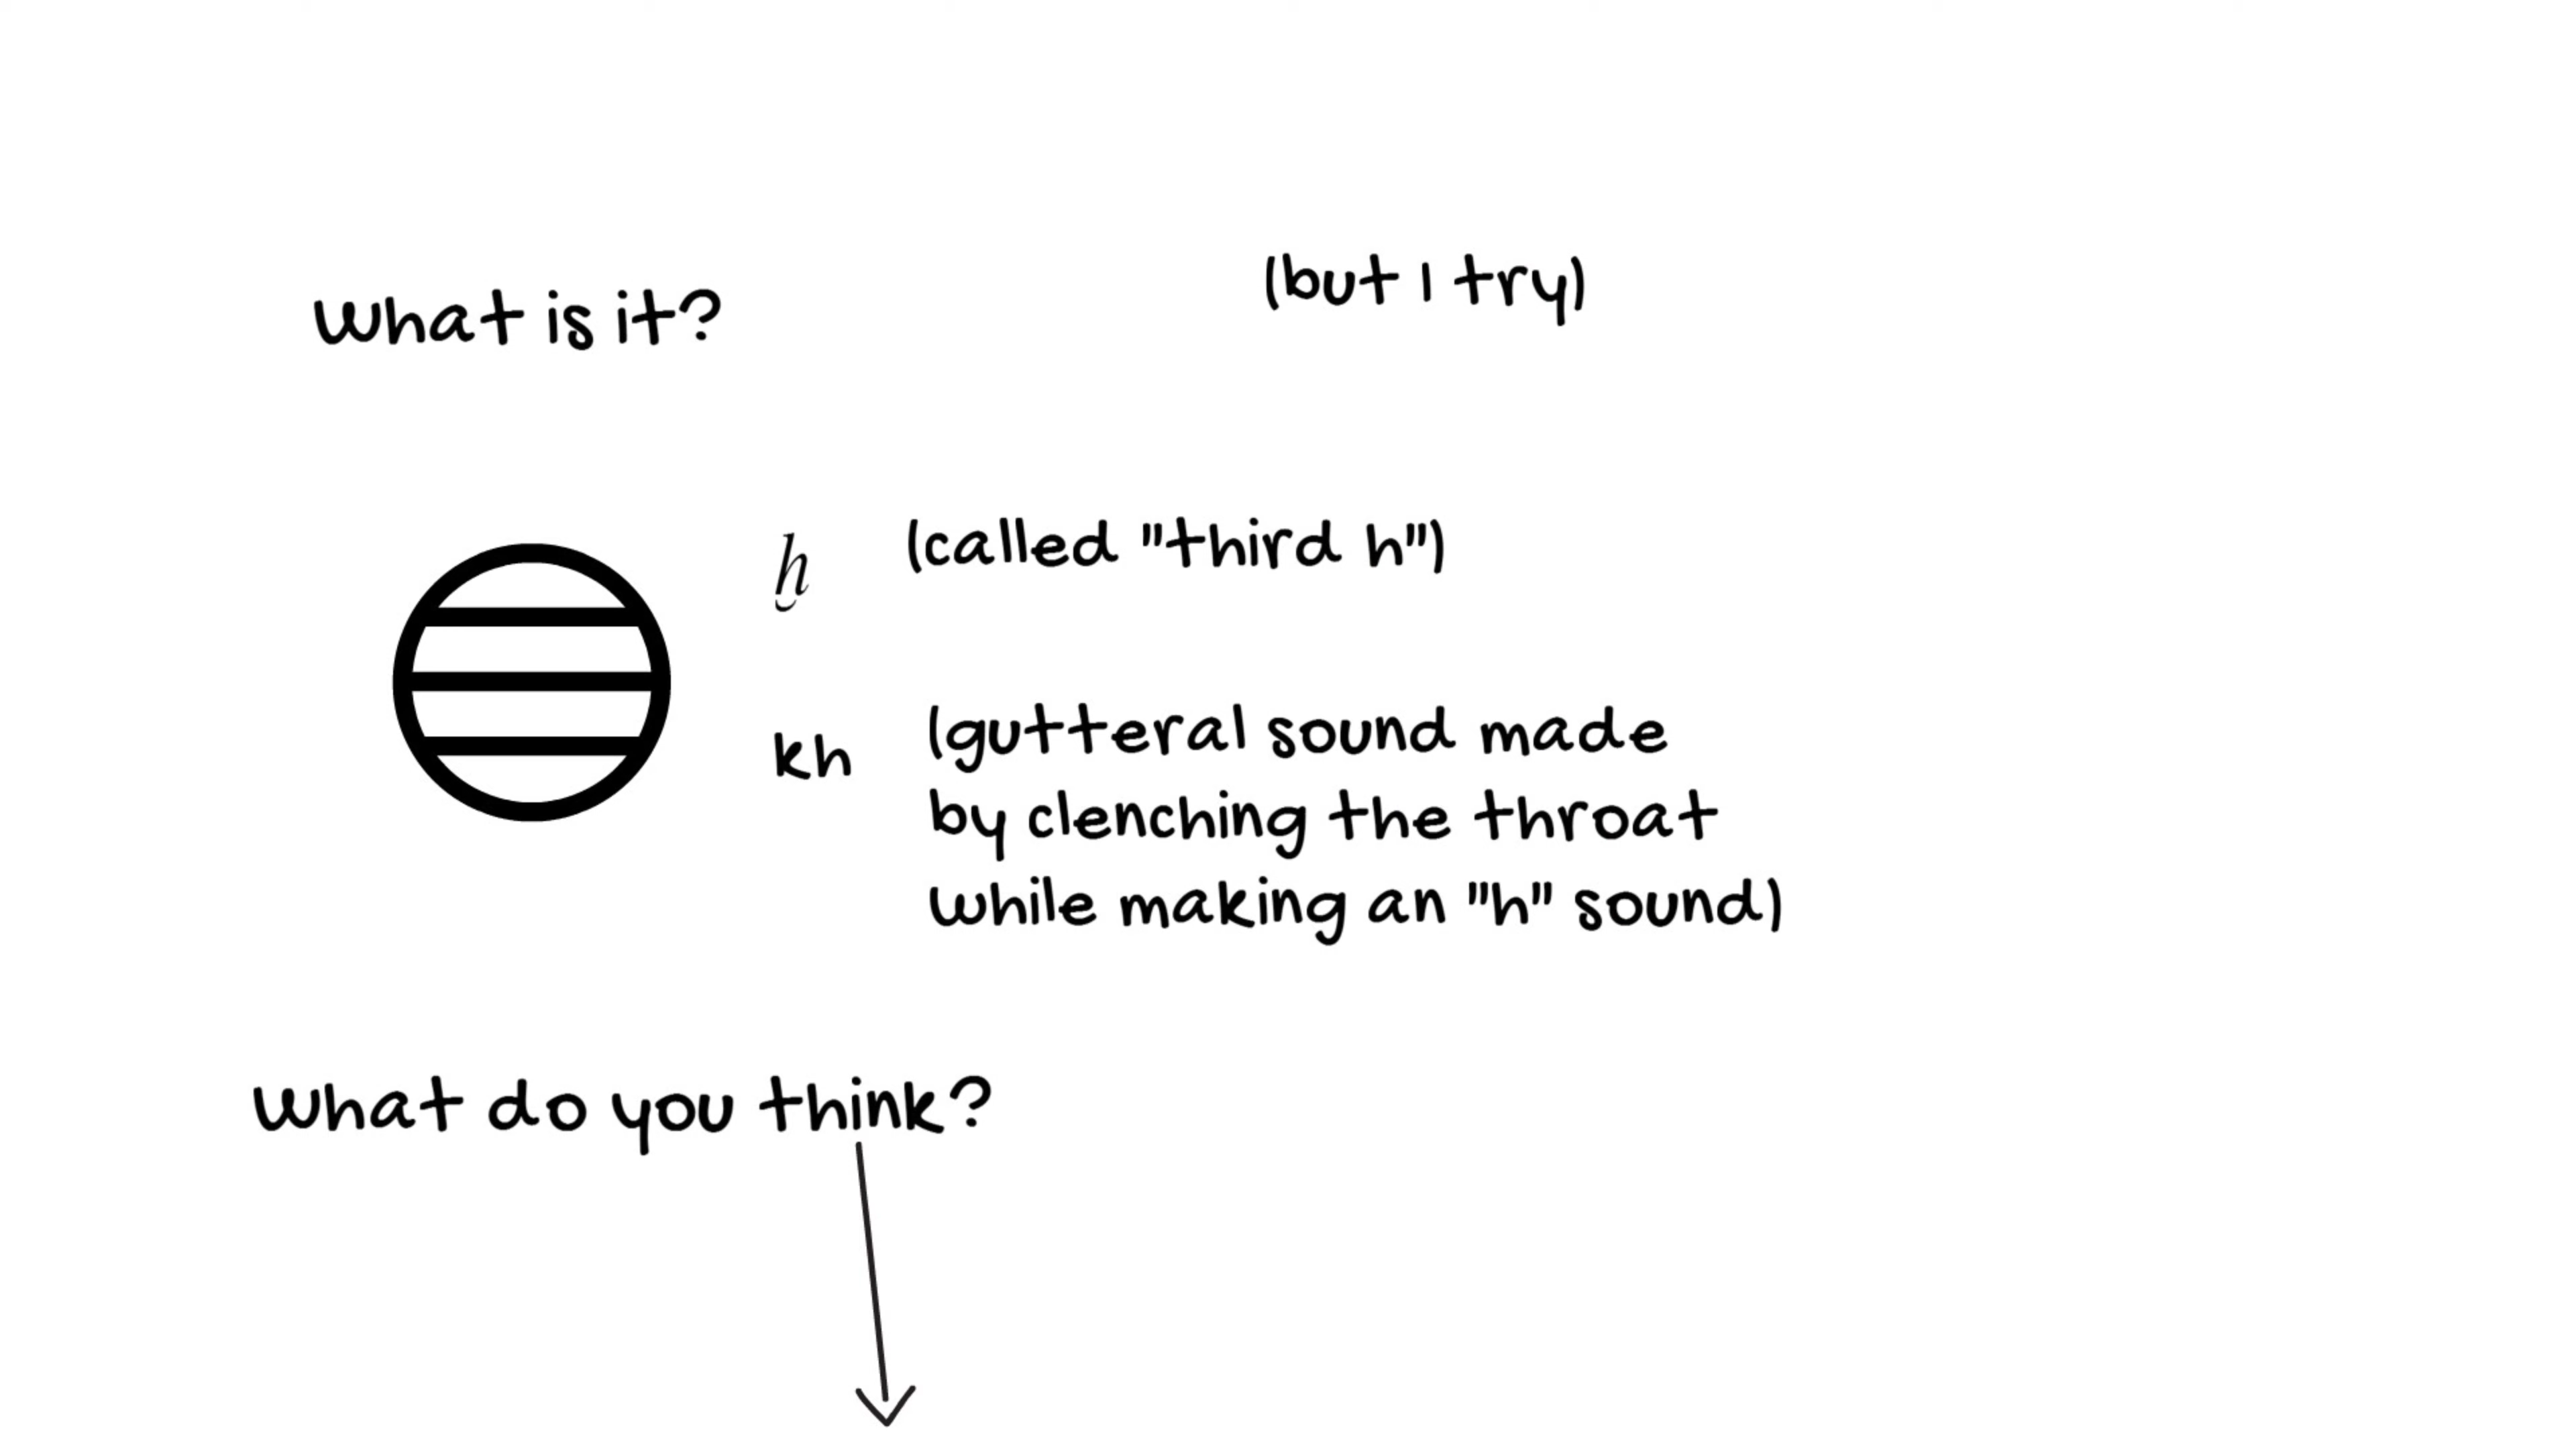 What is it?
(but I try)
ḫ
(called "third h")
kh
(gutteral sound made
by clenching the throat
while making an "h" sound)
What do you think?